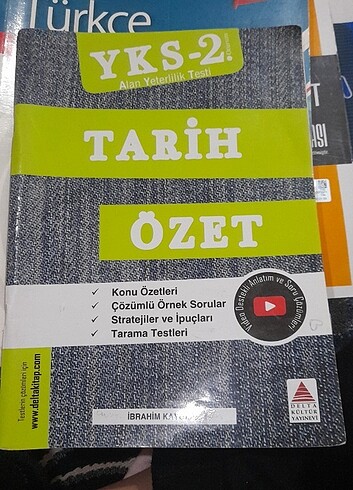 Türkçe
YKS-2.
Alan Yeterlilik Testi
TARİH
ÖZET
✓ Konu Özetleri
✓ Çözümlü Örnek Sorular
✓ Stratejiler ve İpuçları
✓ Tarama Testleri
Video Destekli Anlatım ve Soru Çözümleri
Testlerin çözümleri için
www.deltakitap.com
İBRAHİM
DELTA
KÜLTÜR
YAYINEVİ